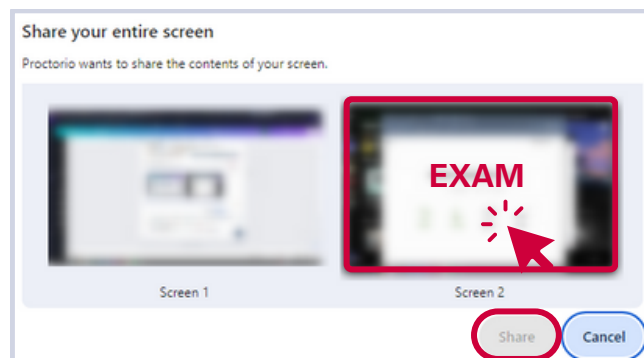 Share your entire screen
Proctorio wants to share the contents of your screen.
EXAM
Screen 1
Screen 2
Share
Cancel